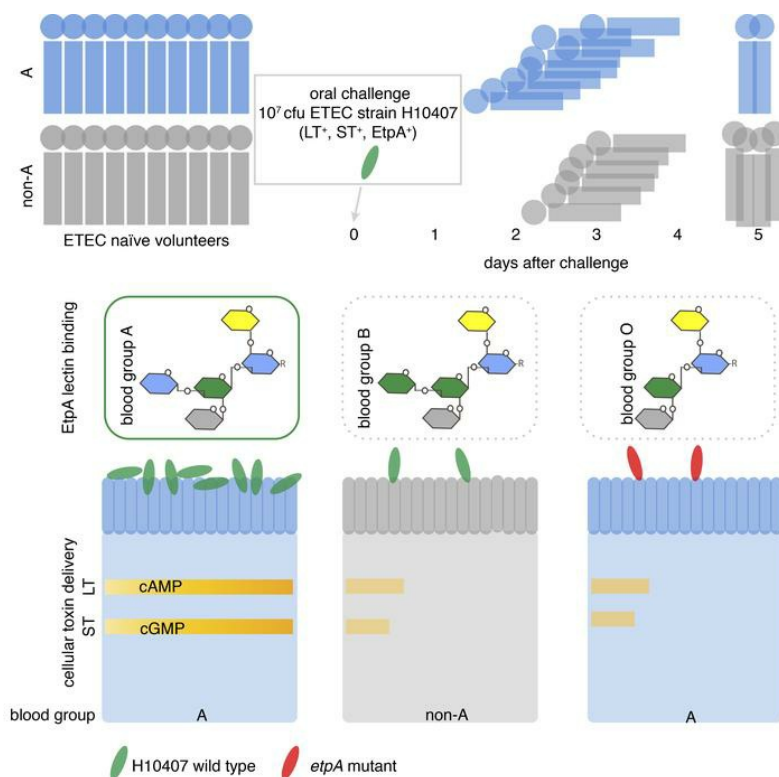 A
non-A
ETEC naïve volunteers
oral challenge
10⁷ cfu ETEC strain H10407
(LT⁺, ST⁺, EtpA⁺)
0 1 2 3 4 5
days after challenge
EtpA lectin binding
blood group A
O
O
O
O
O
R
blood group B
O
O
O
O
O
R
blood group O
O
O
O
O
R
cellular toxin delivery
LT
ST
cAMP
cGMP
blood group
A
non-A
A
H10407 wild type
etpA mutant